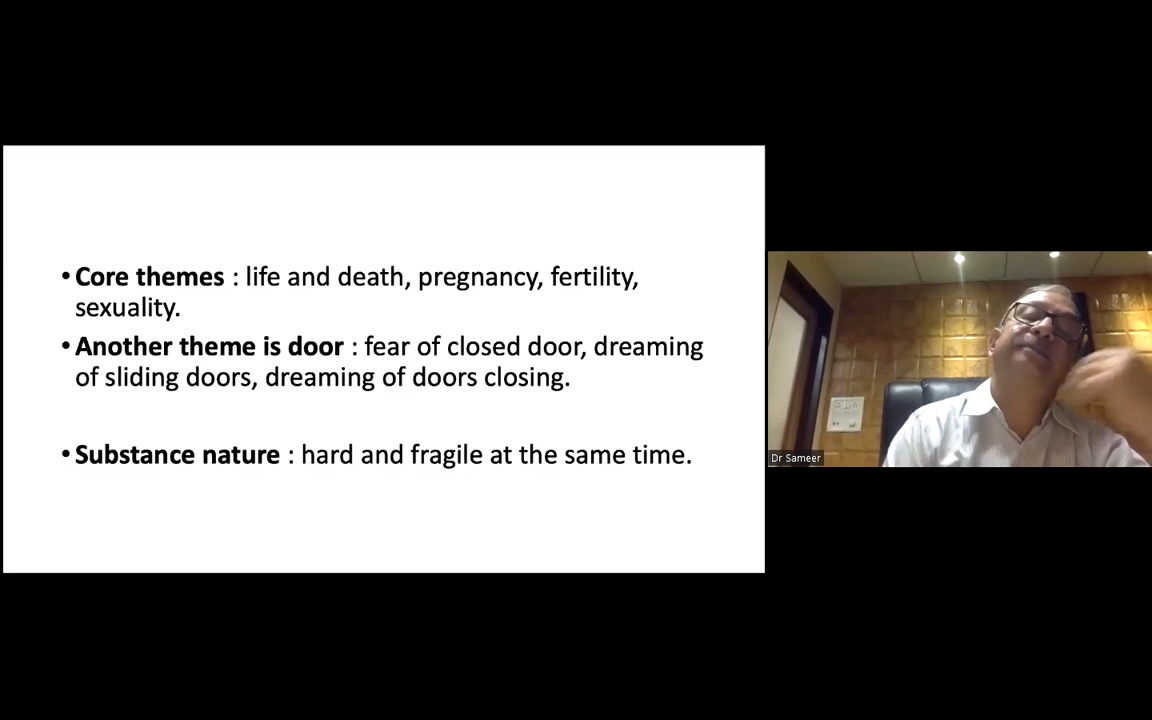 • Core themes : life and death, pregnancy, fertility,
sexuality.
• Another theme is door : fear of closed door, dreaming
of sliding doors, dreaming of doors closing.
• Substance nature : hard and fragile at the same time.
Dr Sameer